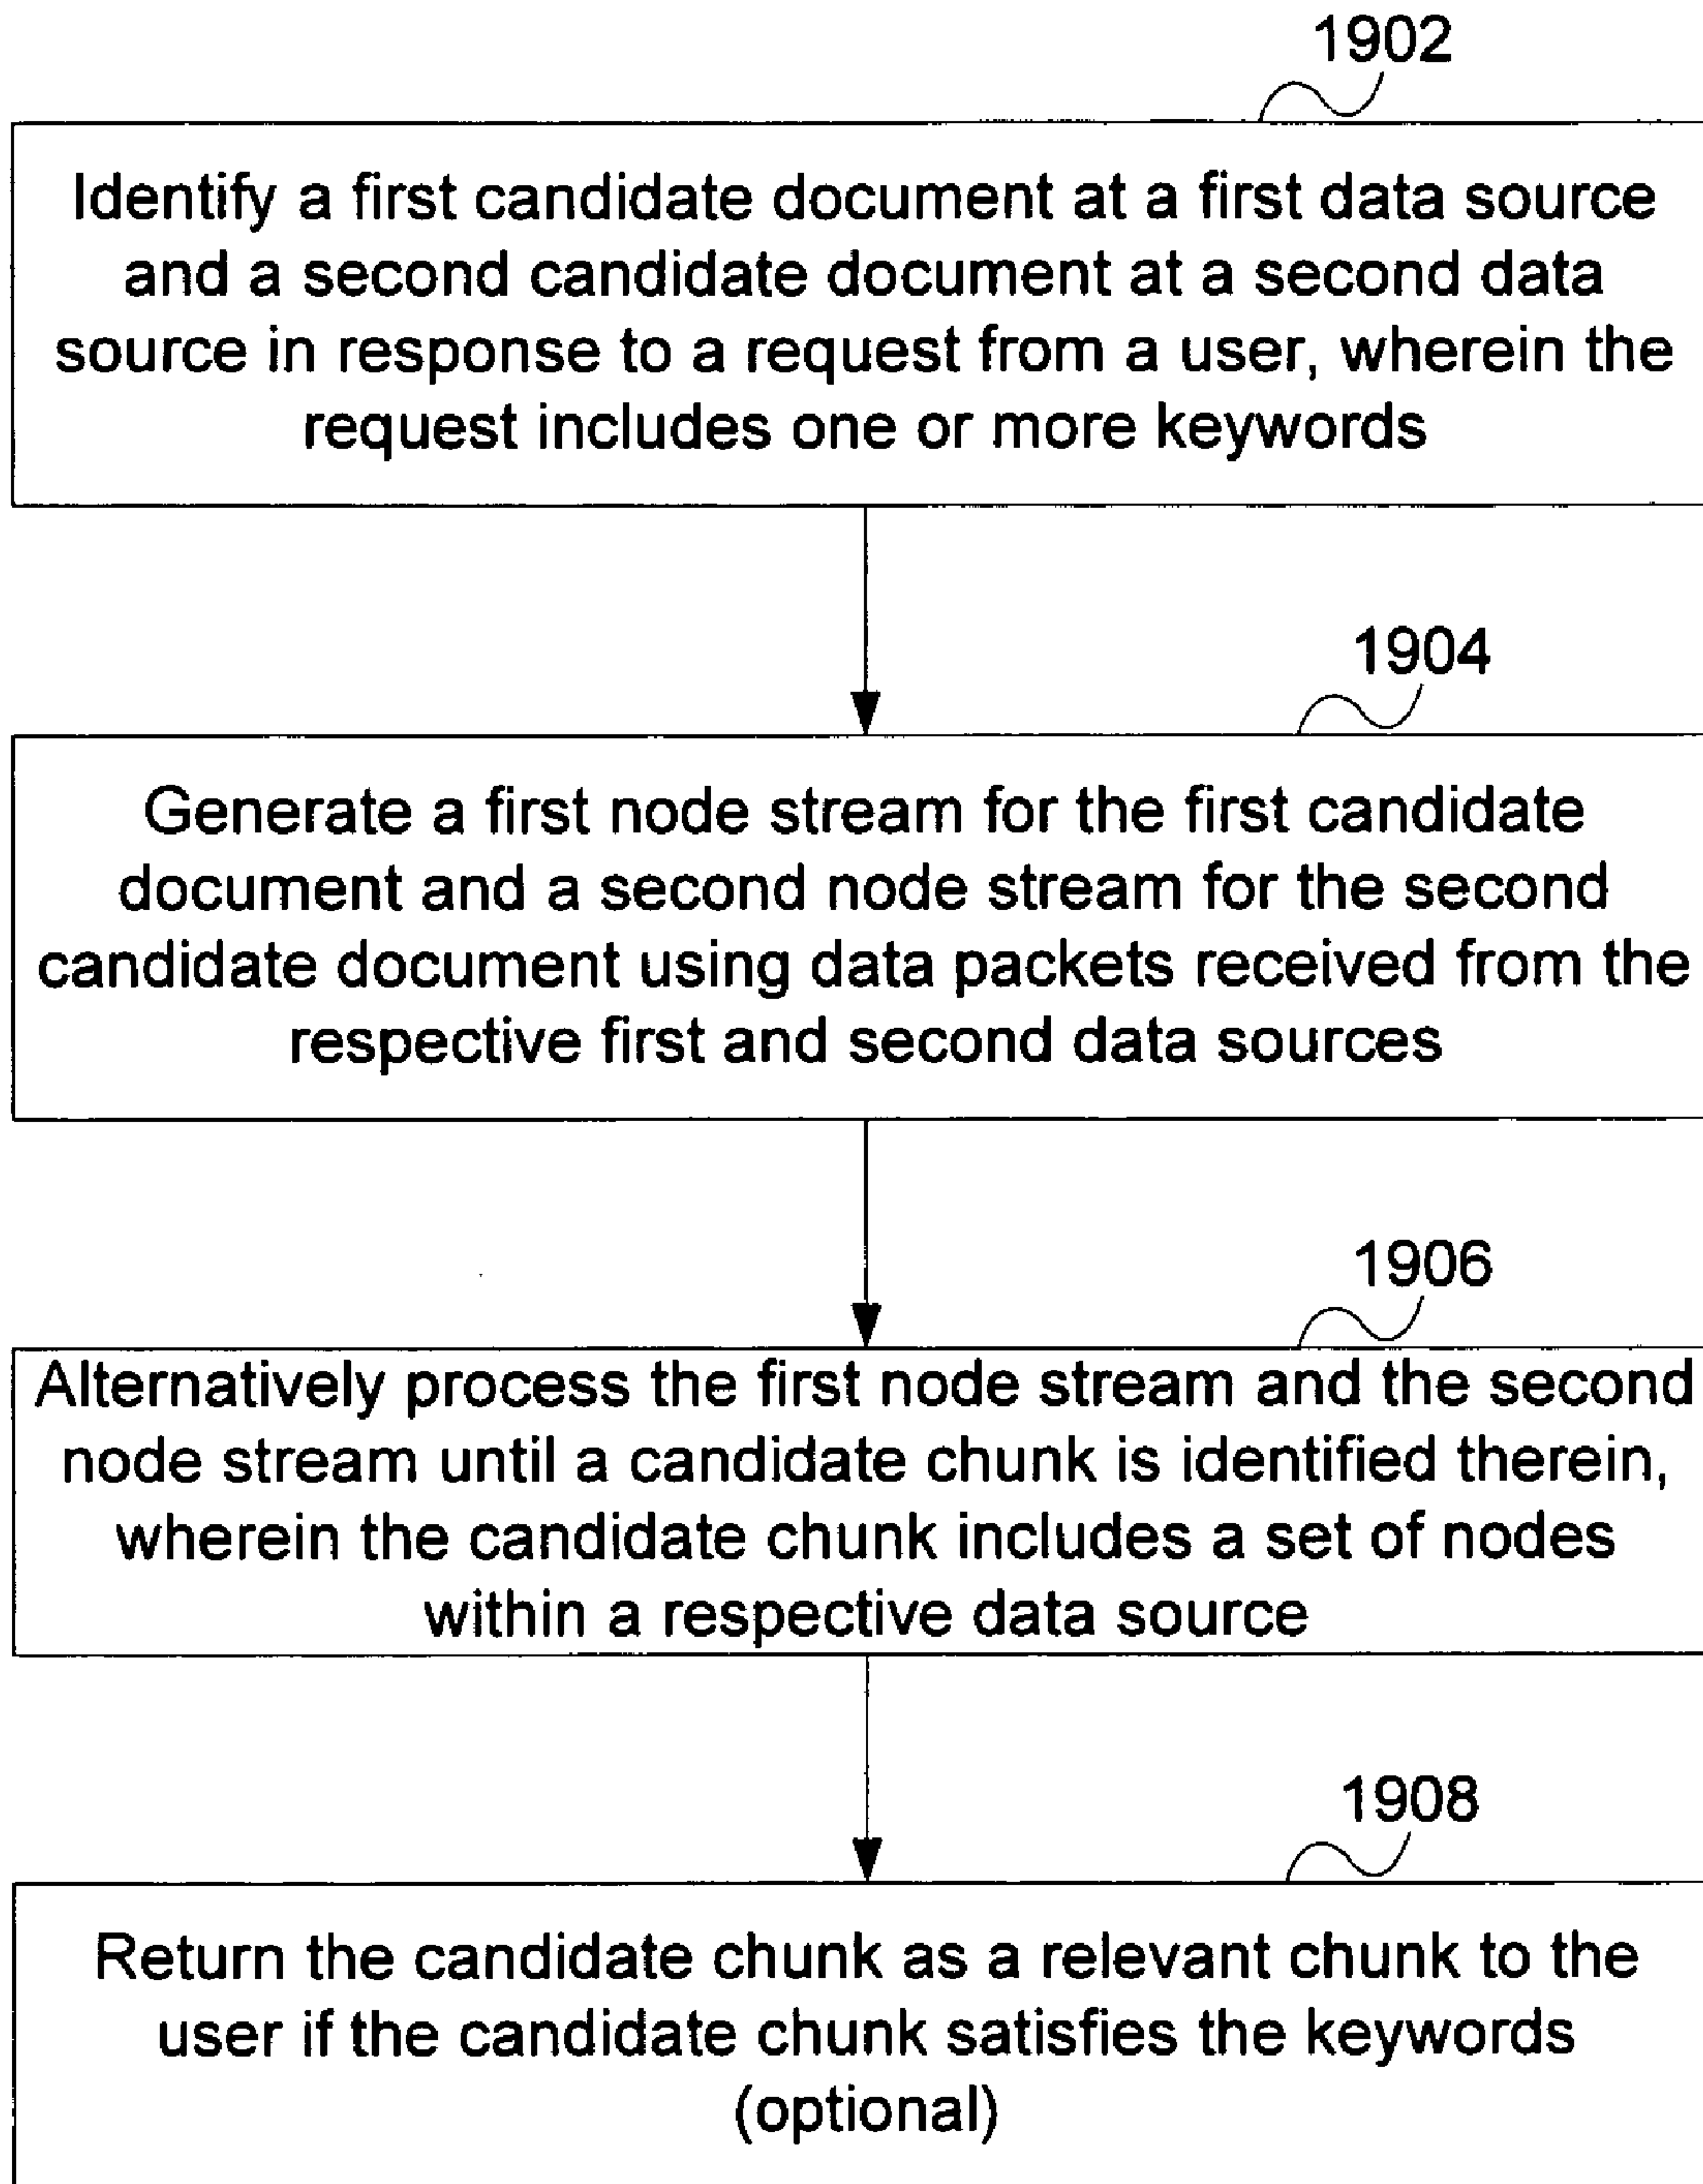 1902
Identify a first candidate document at a first data source
and a second candidate document at a second data
source in response to a request from a user, wherein the
request includes one or more keywords
1904
Generate a first node stream for the first candidate
document and a second node stream for the second
candidate document using data packets received from the
respective first and second data sources
1906
Alternatively process the first node stream and the second
node stream until a candidate chunk is identified therein,
wherein the candidate chunk includes a set of nodes
within a respective data source
1908
Return the candidate chunk as a relevant chunk to the
user if the candidate chunk satisfies the keywords
(optional)